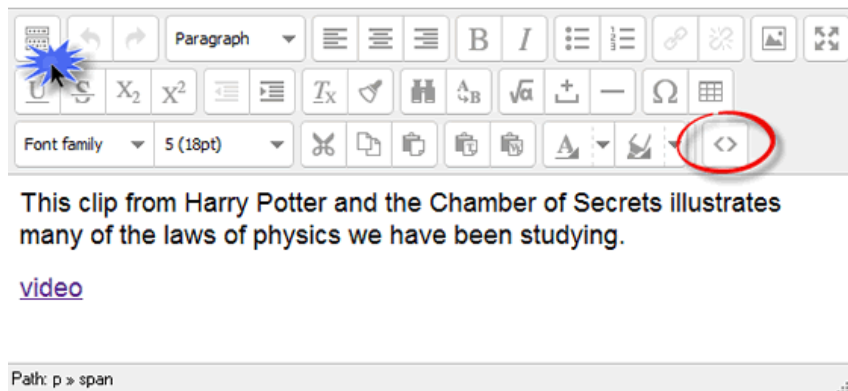 Paragraph B I
U S X₂ X² Tx A B √α Ω
Font family 5 (18pt) T W A <>
This clip from Harry Potter and the Chamber of Secrets illustrates
many of the laws of physics we have been studying.
video
Path: p » span